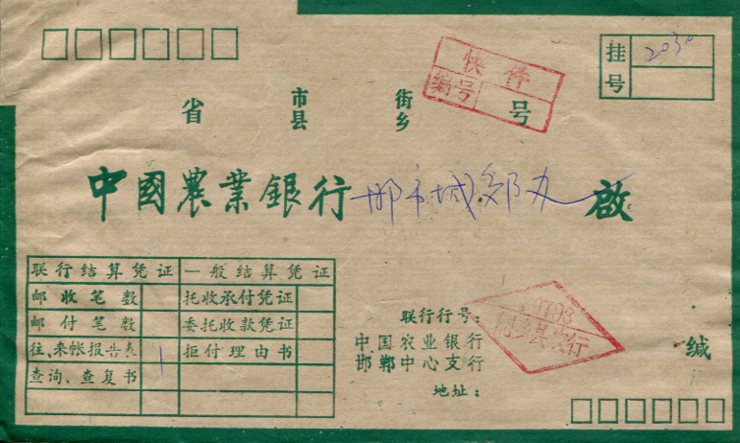 挂号 2030
快件
编号 号
省 市县 街乡
中國農業銀行 邯市城郊办 啟
联行结算凭证 一般结算凭证
邮收笔数 托收承付凭证
邮付笔数 委托收款凭证
往、来帐报告表 1 拒付理由书
查询、查复书
联行行号：
中国农业银行
邯郸中心支行
地址：
缄